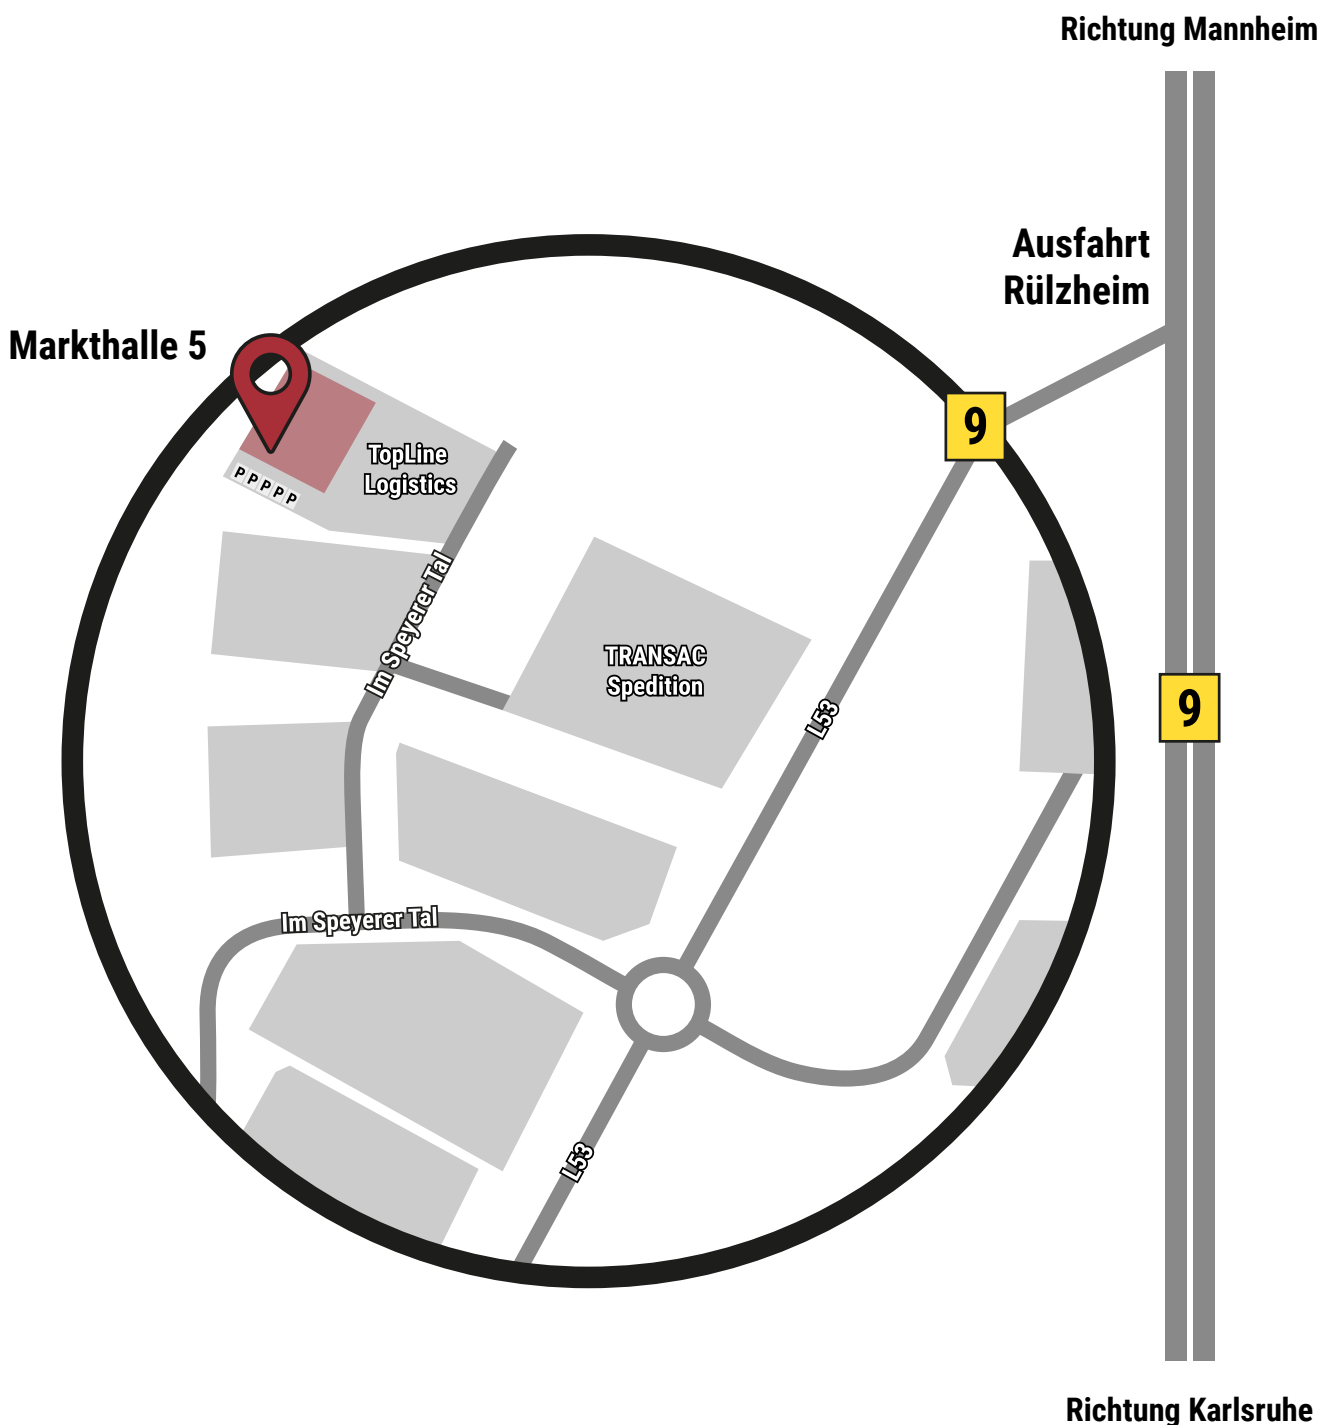 Richtung Mannheim
Ausfahrt
Rülzheim
Markthalle 5
9
TopLine
Logistics
P P P P P
Im Speyerer Tal
TRANSAC
Spedition
L53
9
Im Speyerer Tal
L53
Richtung Karlsruhe